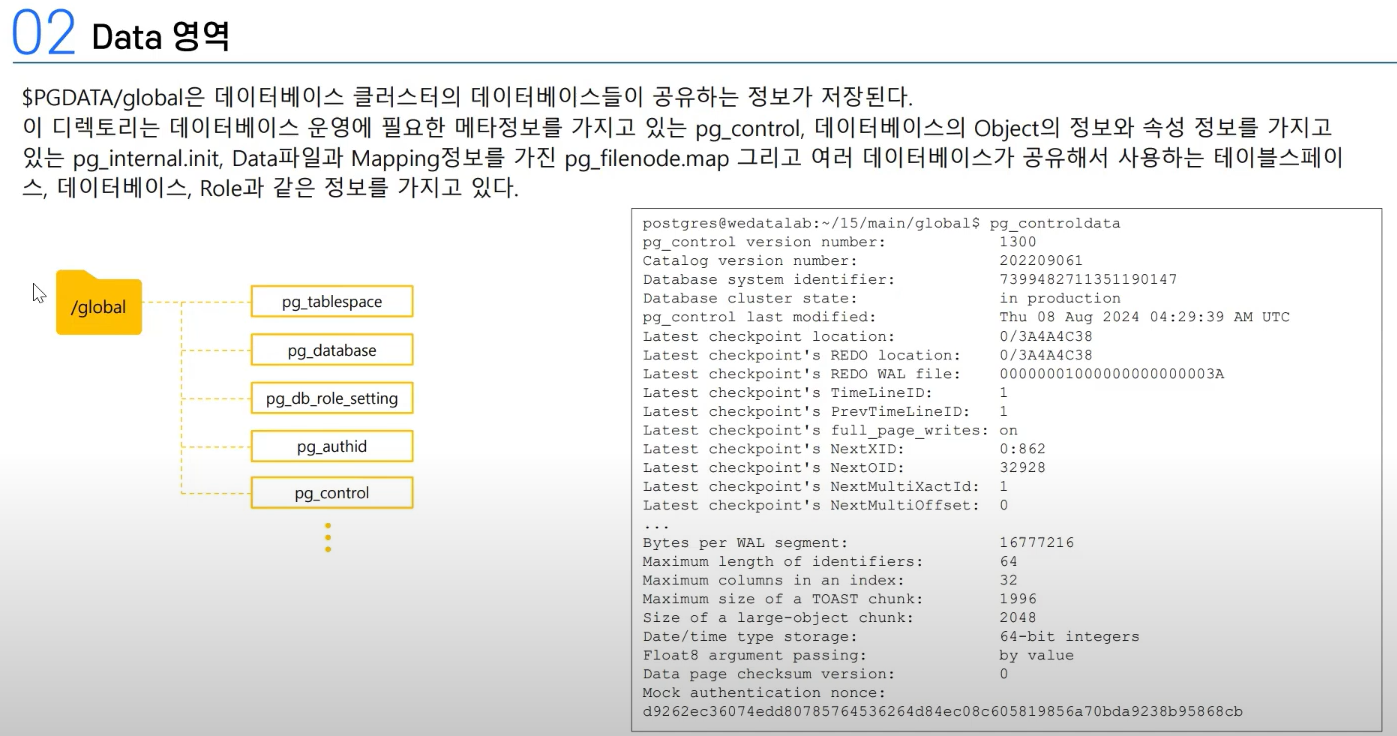 02 Data 영역
$PGDATA/global은 데이터베이스 클러스터의 데이터베이스들이 공유하는 정보가 저장된다.
이 디렉토리는 데이터베이스 운영에 필요한 메타정보를 가지고 있는 pg_control, 데이터베이스의 Object의 정보와 속성 정보를 가지고
있는 pg_internal.init, Data파일과 Mapping정보를 가진 pg_filenode.map 그리고 여러 데이터베이스가 공유해서 사용하는 테이블스페이
스, 데이터베이스, Role과 같은 정보를 가지고 있다.
/global
pg_tablespace
pg_database
pg_db_role_setting
pg_authid
pg_control
postgres@wedatalab:~/15/main/global$ pg_controldata
pg_control version number: 1300
Catalog version number: 202209061
Database system identifier: 7399482711351190147
Database cluster state: in production
pg_control last modified: Thu 08 Aug 2024 04:29:39 AM UTC
Latest checkpoint location: 0/3A4A4C38
Latest checkpoint's REDO location: 0/3A4A4C38
Latest checkpoint's REDO WAL file: 00000001000000000000003A
Latest checkpoint's TimeLineID: 1
Latest checkpoint's PrevTimeLineID: 1
Latest checkpoint's full_page_writes: on
Latest checkpoint's NextXID: 0:862
Latest checkpoint's NextOID: 32928
Latest checkpoint's NextMultiXactId: 1
Latest checkpoint's NextMultiOffset: 0
...
Bytes per WAL segment: 16777216
Maximum length of identifiers: 64
Maximum columns in an index: 32
Maximum size of a TOAST chunk: 1996
Size of a large-object chunk: 2048
Date/time type storage: 64-bit integers
Float8 argument passing: by value
Data page checksum version: 0
Mock authentication nonce:
d9262ec36074edd80785764536264d84ec08c605819856a70bda9238b95868cb